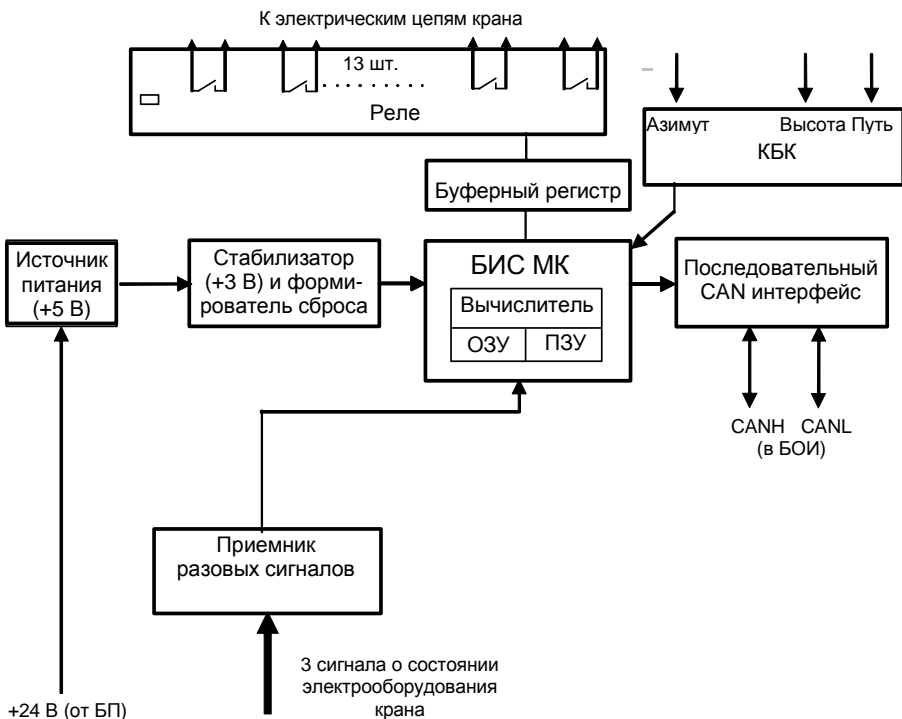 К электрическим цепям крана
13 шт.
Реле
Азимут Высота Путь
КБК
Буферный регистр
Источник
питания
(+5 В)
Стабилизатор
(+3 В) и форми-
рователь сброса
БИС МК
Вычислитель
ОЗУ ПЗУ
Последовательный
CAN интерфейс
CANH CANL
(в БОИ)
Приемник
разовых сигналов
3 сигнала о состоянии
электрооборудования
крана
+24 В (от БП)